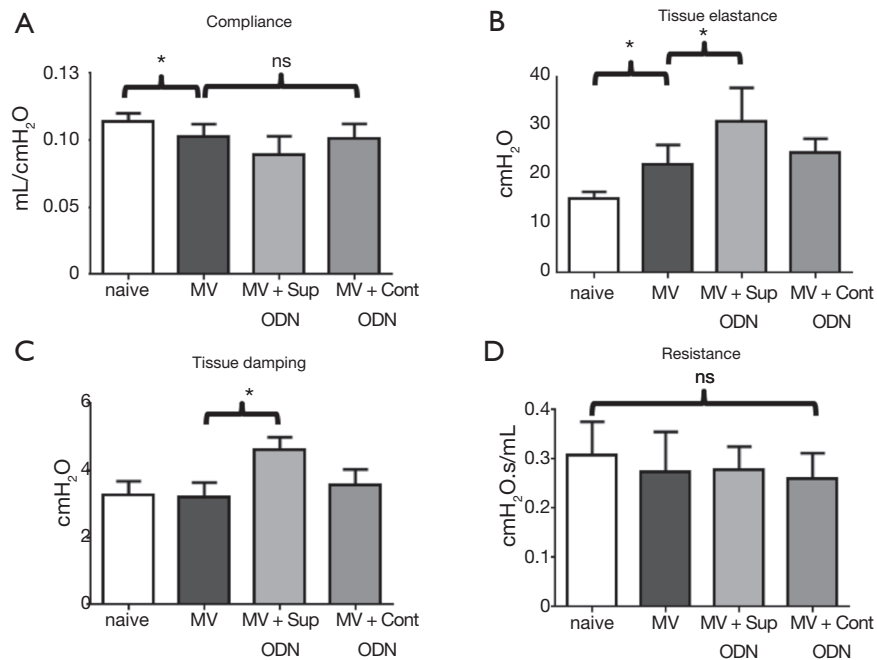 A
Compliance
mL/cmH₂O
0.13
0.10
0.05
0
*
ns
naive MV MV + Sup MV + Cont
ODN ODN
B
Tissue elastance
cmH₂O
40
30
20
10
0
*
*
naive MV MV + Sup MV + Cont
ODN ODN
C
Tissue damping
cmH₂O
6
4
2
0
*
naive MV MV + Sup MV + Cont
ODN ODN
D
Resistance
ns
cmH₂O.s/mL
0.4
0.3
0.2
0.1
0
naive MV MV + Sup MV + Cont
ODN ODN